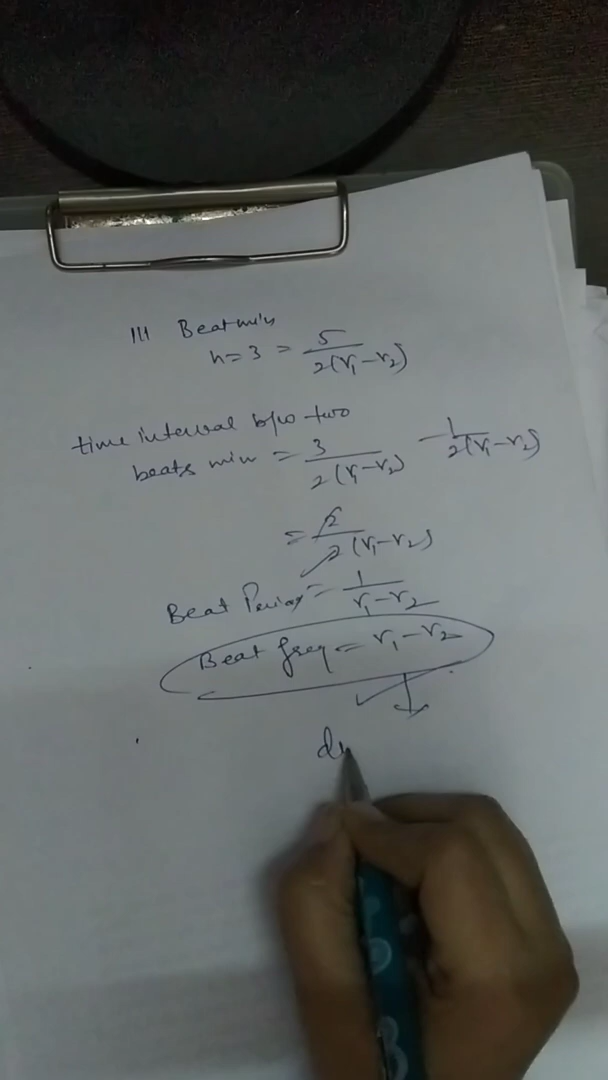 III Beat min
n=3 = 5/2(ν₁-ν₂)
time interval b/w two
beats min = 3/2(ν₁-ν₂) - 1/2(ν₁-ν₂)
= 2/2(ν₁-ν₂)
Beat Period = 1/ν₁-ν₂
Beat freq = ν₁-ν₂